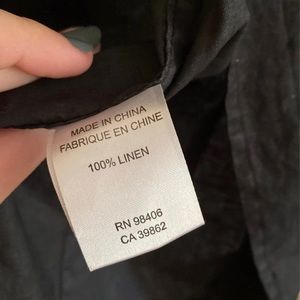 MADE IN CHINA
FABRIQUE EN CHINE
100% LINEN
RN 98406
CA 39862